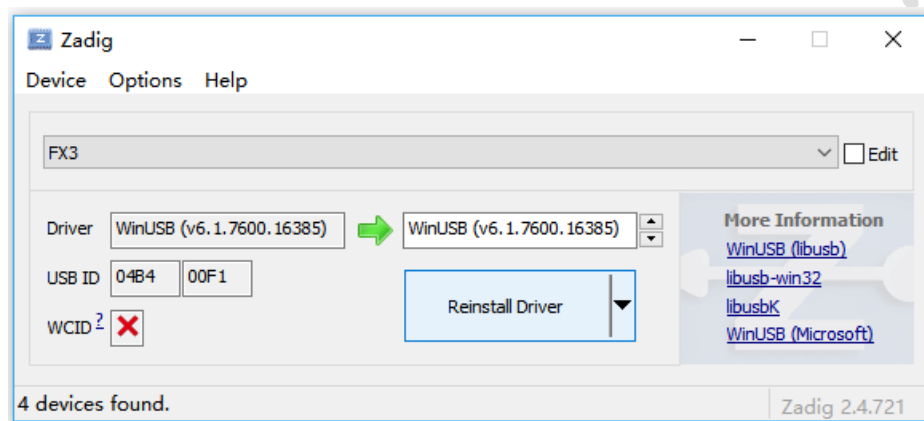 Zadig
Device Options Help
FX3
Edit
Driver WinUSB (v6.1.7600.16385) WinUSB (v6.1.7600.16385)
USB ID 04B4 00F1
WCID ?
Reinstall Driver
More Information
WinUSB (libusb)
libusb-win32
libusbK
WinUSB (Microsoft)
4 devices found.
Zadig 2.4.721